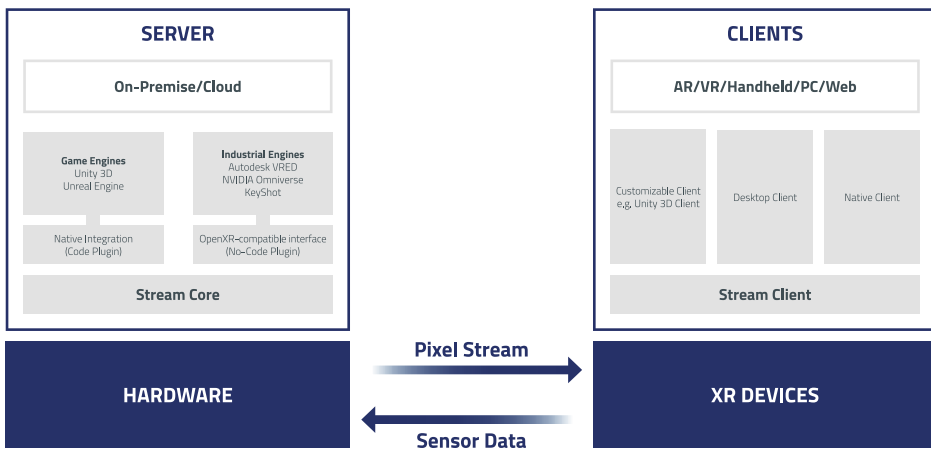 SERVER
On-Premise/Cloud
Game Engines
Unity 3D
Unreal Engine
Industrial Engines
Autodesk VRED
NVIDIA Omniverse
KeyShot
Native Integration
(Code Plugin)
OpenXR-compatible interface
(No-Code Plugin)
Stream Core
HARDWARE
Pixel Stream
Sensor Data
CLIENTS
AR/VR/Handheld/PC/Web
Customizable Client
e,g, Unity 3D Client
Desktop Client
Native Client
Stream Client
XR DEVICES